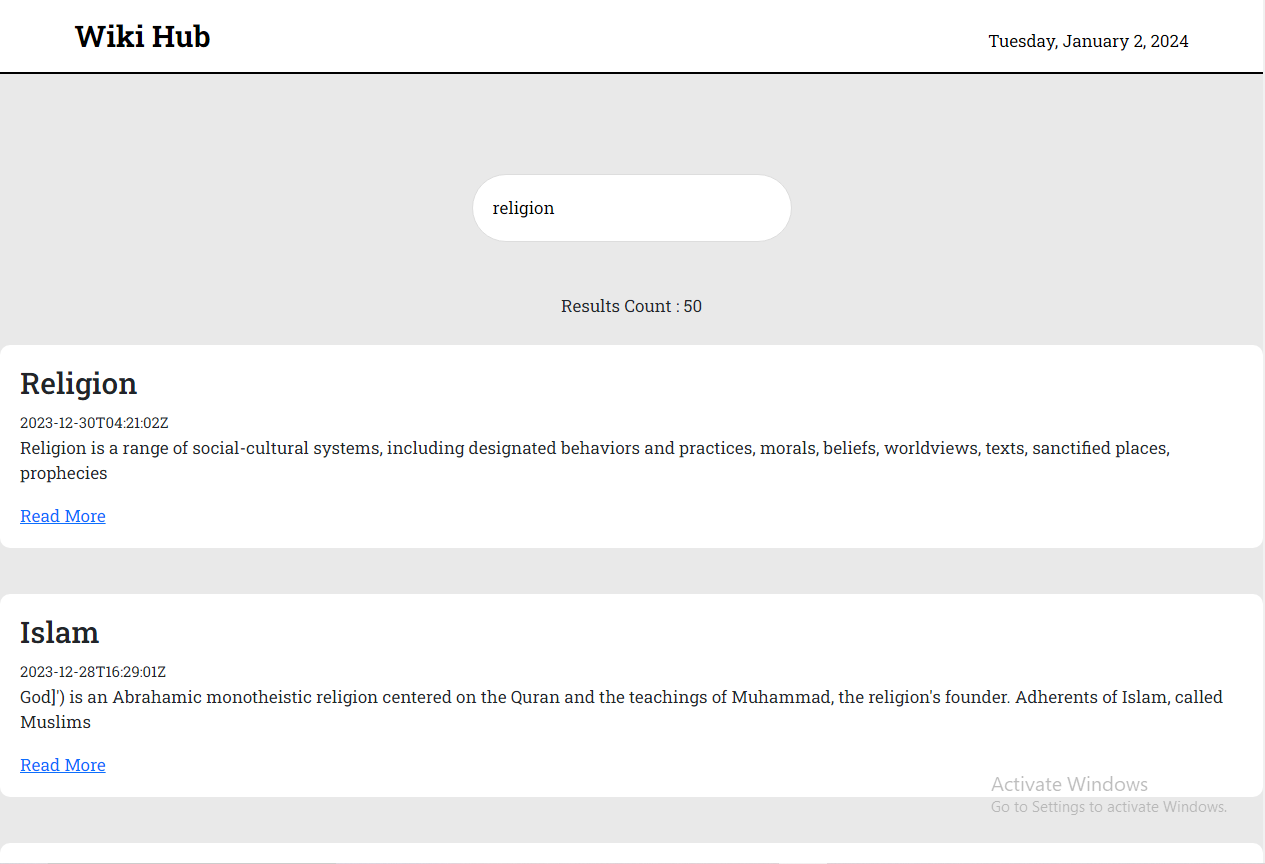 Wiki Hub
Tuesday, January 2, 2024
religion
Results Count : 50
Religion
2023-12-30T04:21:02Z
Religion is a range of social-cultural systems, including designated behaviors and practices, morals, beliefs, worldviews, texts, sanctified places,
prophecies
Read More
Islam
2023-12-28T16:29:01Z
God]') is an Abrahamic monotheistic religion centered on the Quran and the teachings of Muhammad, the religion's founder. Adherents of Islam, called
Muslims
Read More
Activate Windows
Go to Settings to activate Windows.